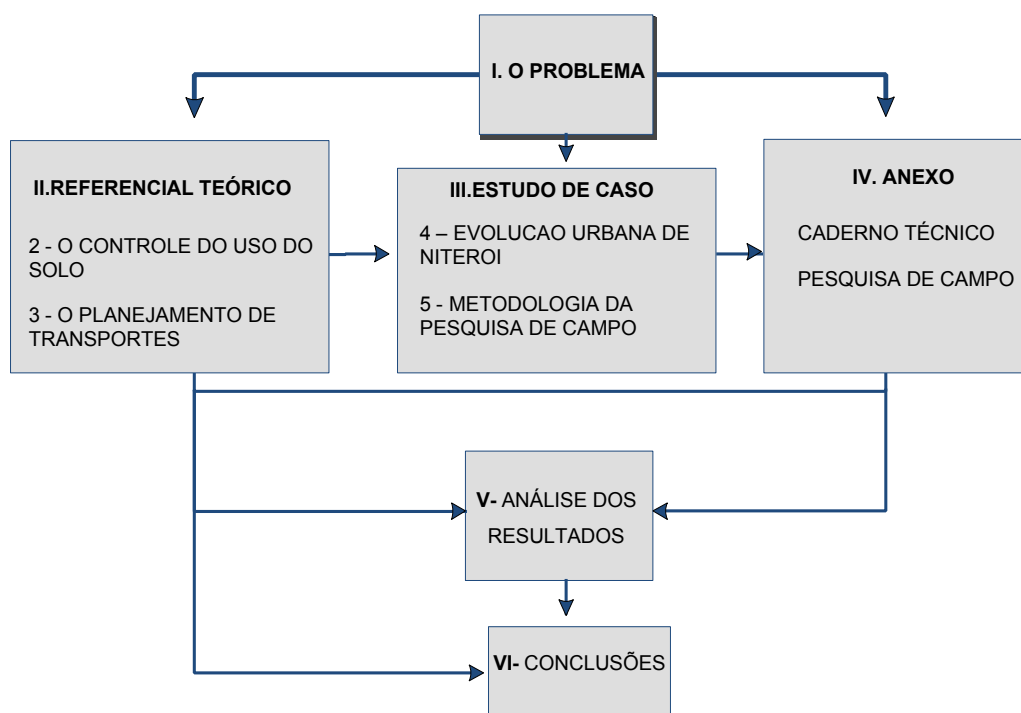 I. O PROBLEMA
II.REFERENCIAL TEÓRICO
2 - O CONTROLE DO USO DO
SOLO
3 - O PLANEJAMENTO DE
TRANSPORTES
III.ESTUDO DE CASO
4 – EVOLUCAO URBANA DE
NITEROI
5 - METODOLOGIA DA
PESQUISA DE CAMPO
IV. ANEXO
CADERNO TÉCNICO
PESQUISA DE CAMPO
V- ANÁLISE DOS
RESULTADOS
VI- CONCLUSÕES